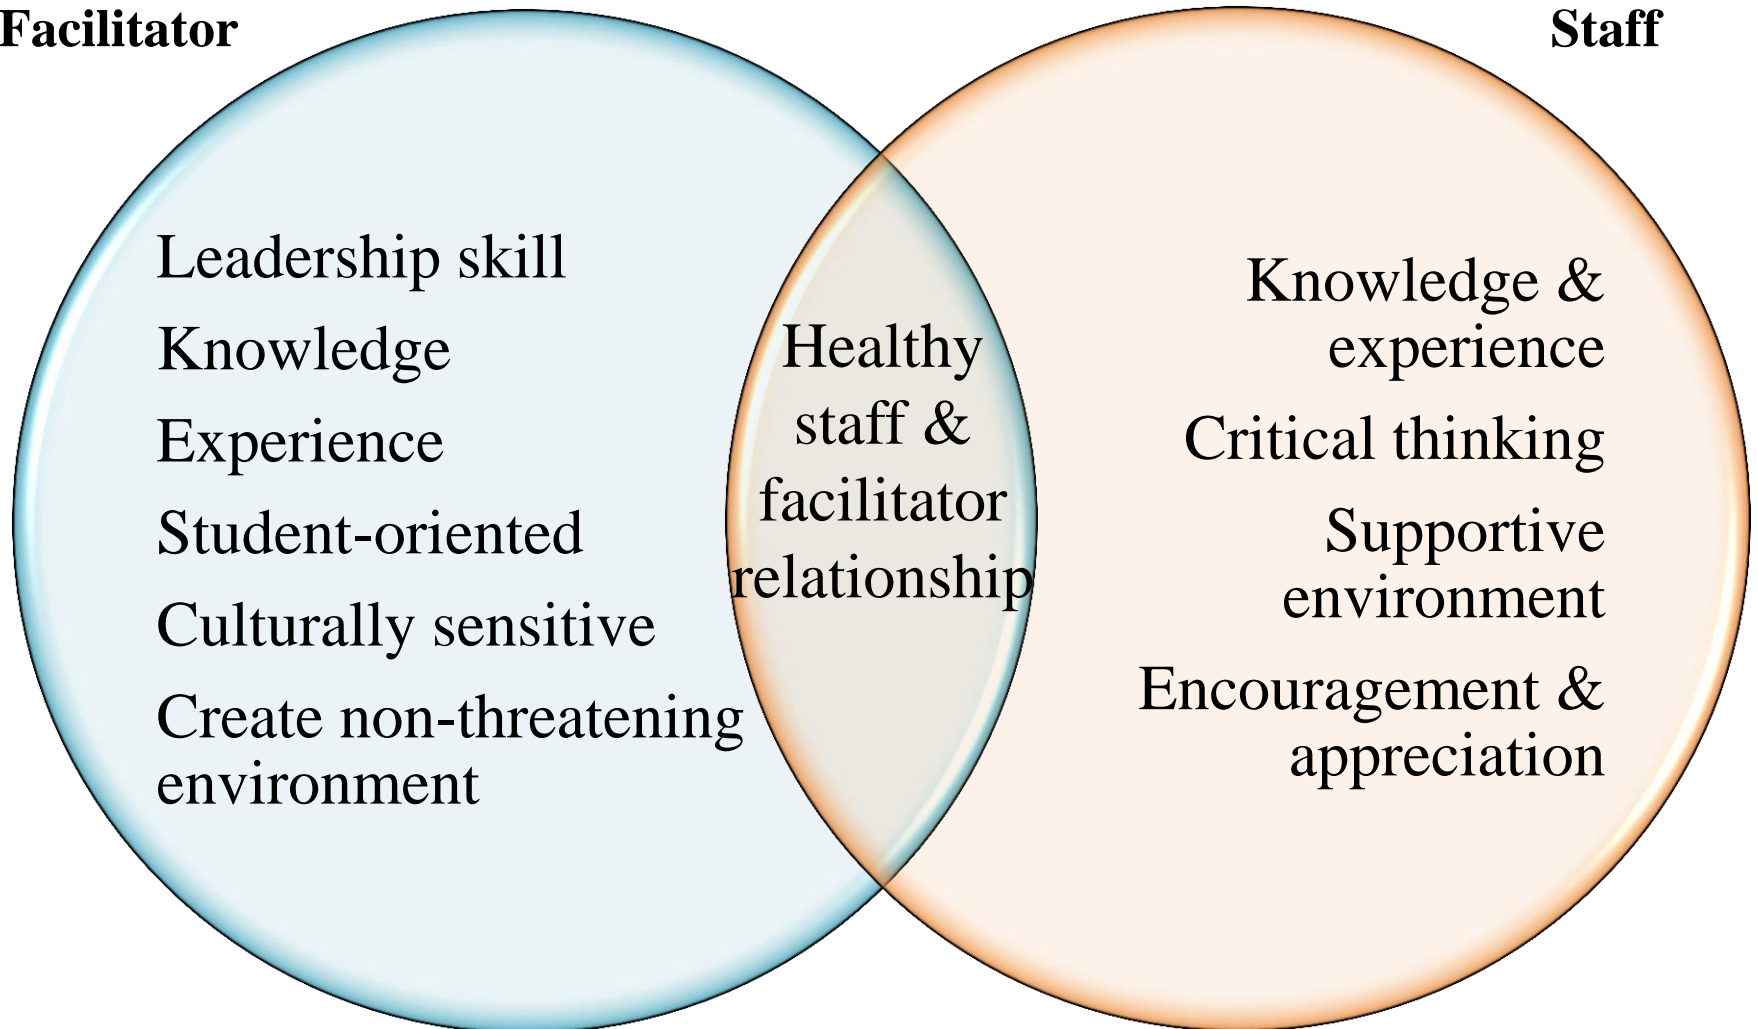 Facilitator
Staff
Leadership skill
Knowledge
Experience
Student-oriented
Culturally sensitive
Create non-threatening
environment
Healthy
staff &
facilitator
relationship
Knowledge &
experience
Critical thinking
Supportive
environment
Encouragement &
appreciation